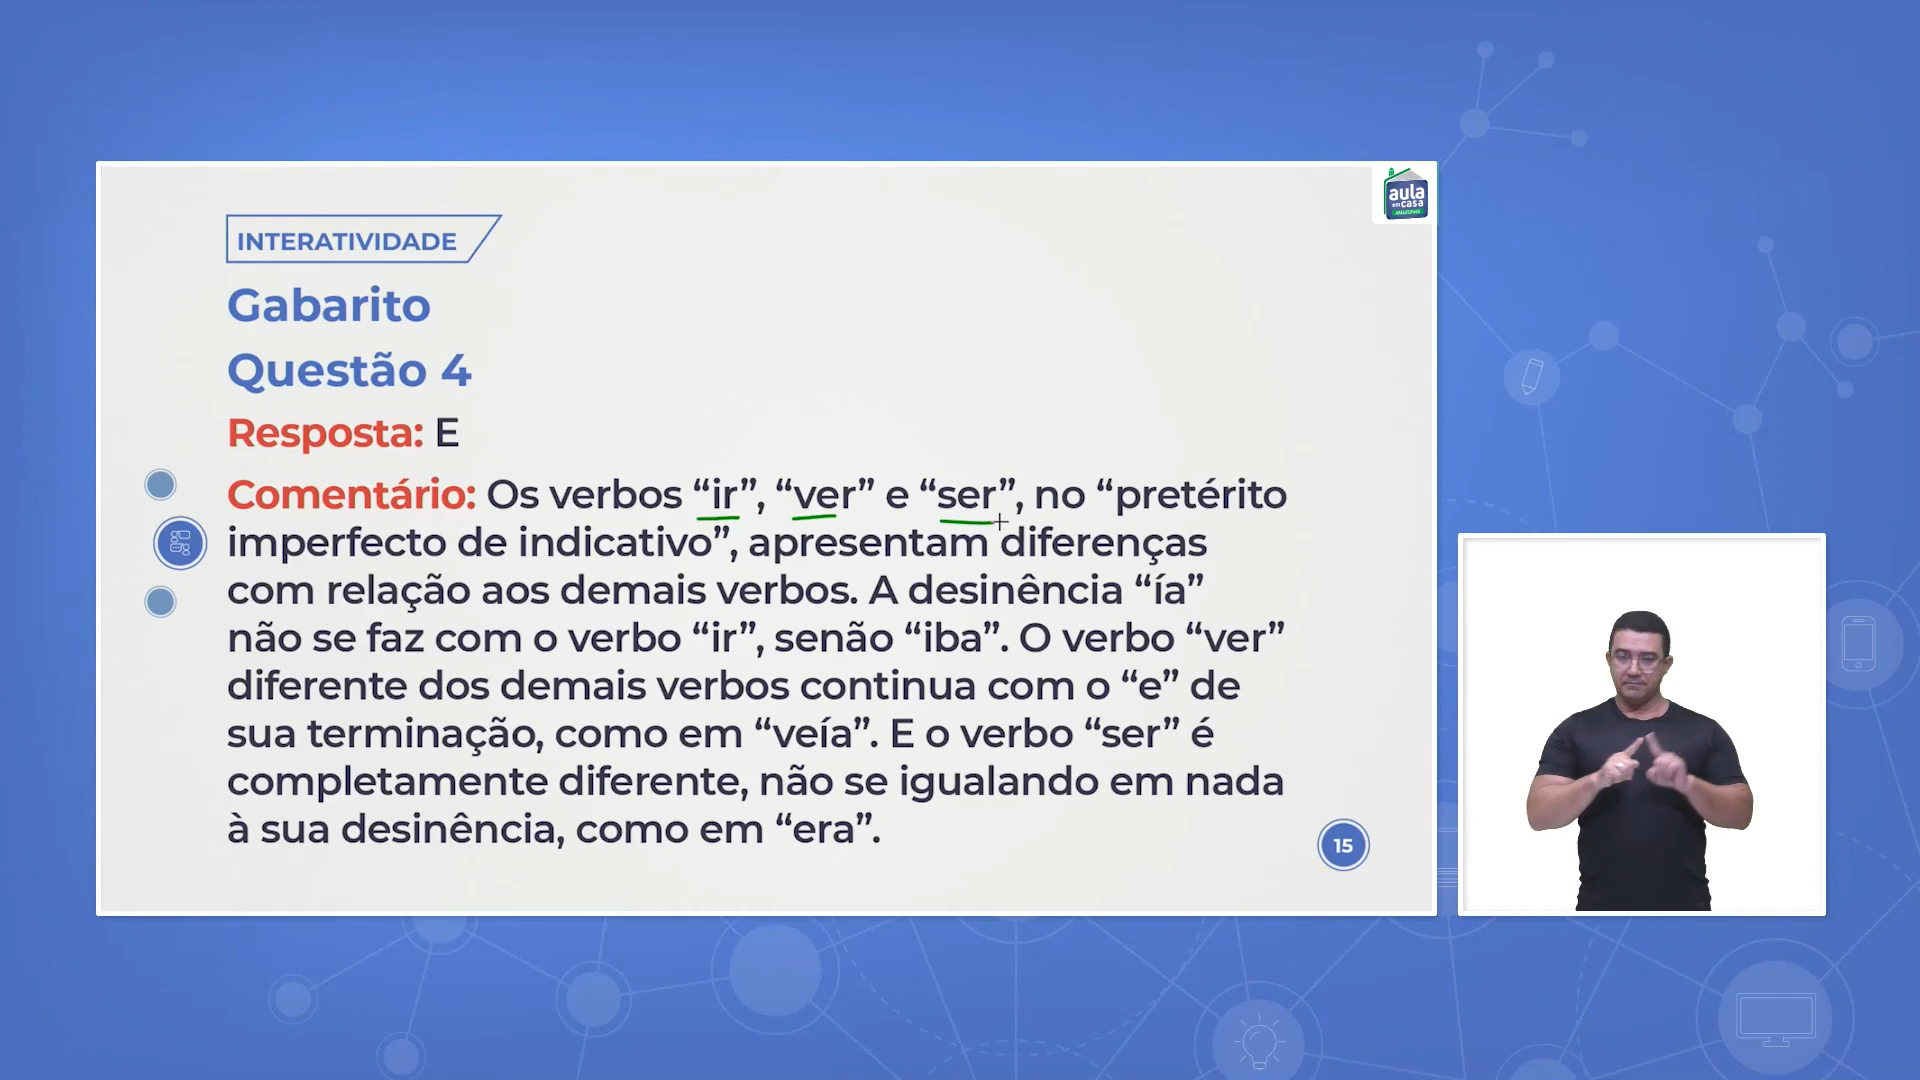 aula
em casa
AMAZONAS
INTERATIVIDADE
Gabarito
Questão 4
Resposta: E
Comentário: Os verbos “ir”, “ver” e “ser”, no “pretérito
imperfecto de indicativo”, apresentam diferenças
com relação aos demais verbos. A desinência “ía”
não se faz com o verbo “ir”, senão “iba”. O verbo “ver”
diferente dos demais verbos continua com o “e” de
sua terminação, como em “veía”. E o verbo “ser” é
completamente diferente, não se igualando em nada
à sua desinência, como em “era”.
15